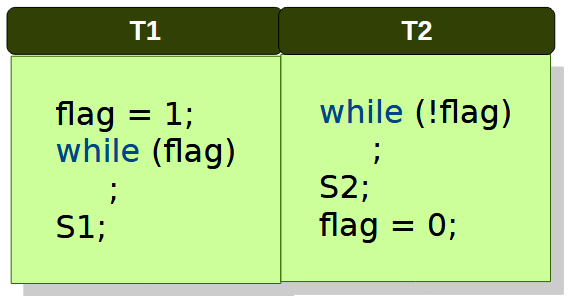 T1
flag = 1;
while (flag)
;
S1;
T2
while (!flag)
;
S2;
flag = 0;